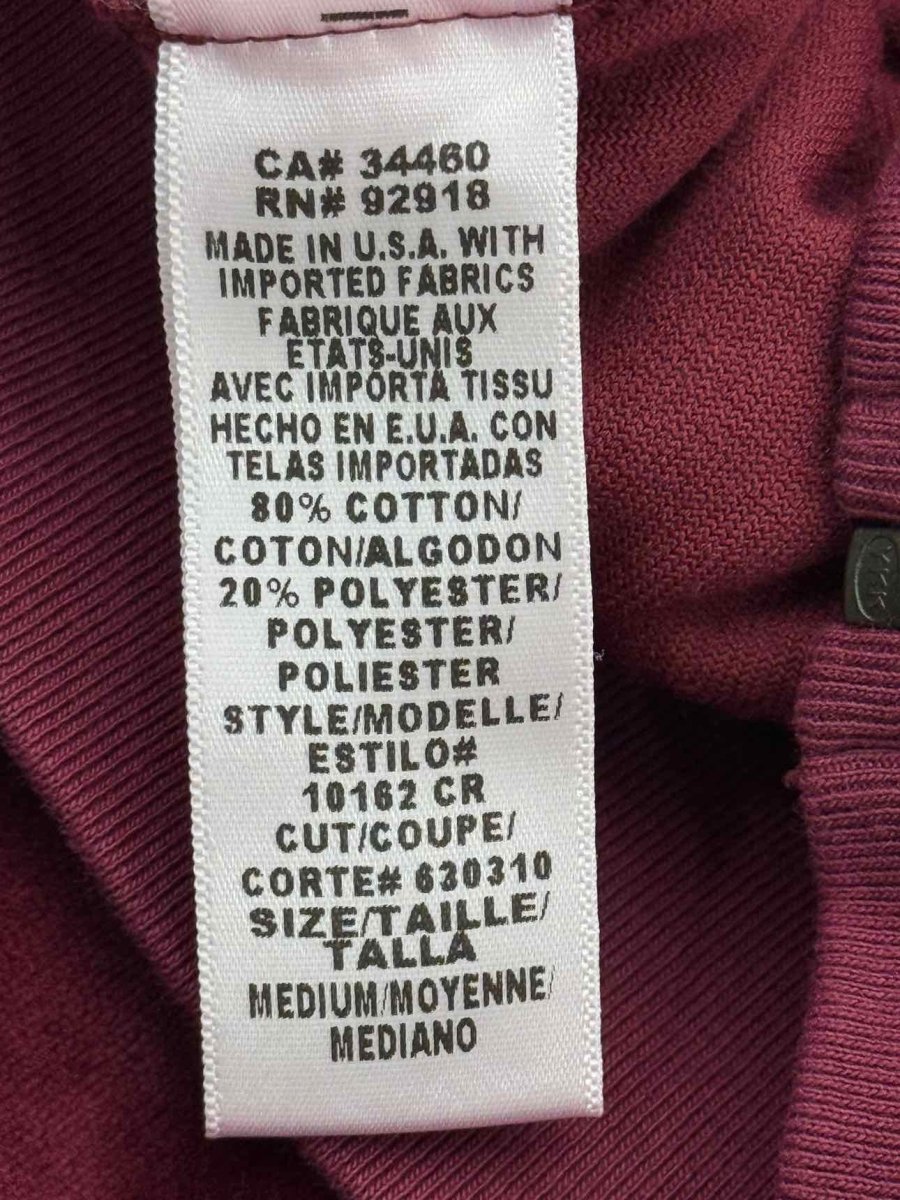 CA# 34460
RN# 92918
MADE IN U.S.A. WITH
IMPORTED FABRICS
FABRIQUE AUX
ETATS-UNIS
AVEC IMPORTA TISSU
HECHO EN E.U.A. CON
TELAS IMPORTADAS
80% COTTON/
COTON/ALGODON
20% POLYESTER/
POLYESTER/
POLIESTER
STYLE/MODELLE/
ESTILO#
10162 CR
CUT/COUPE/
CORTE# 630310
SIZE/TAILLE/
TALLA
MEDIUM/MOYENNE/
MEDIANO
YKK